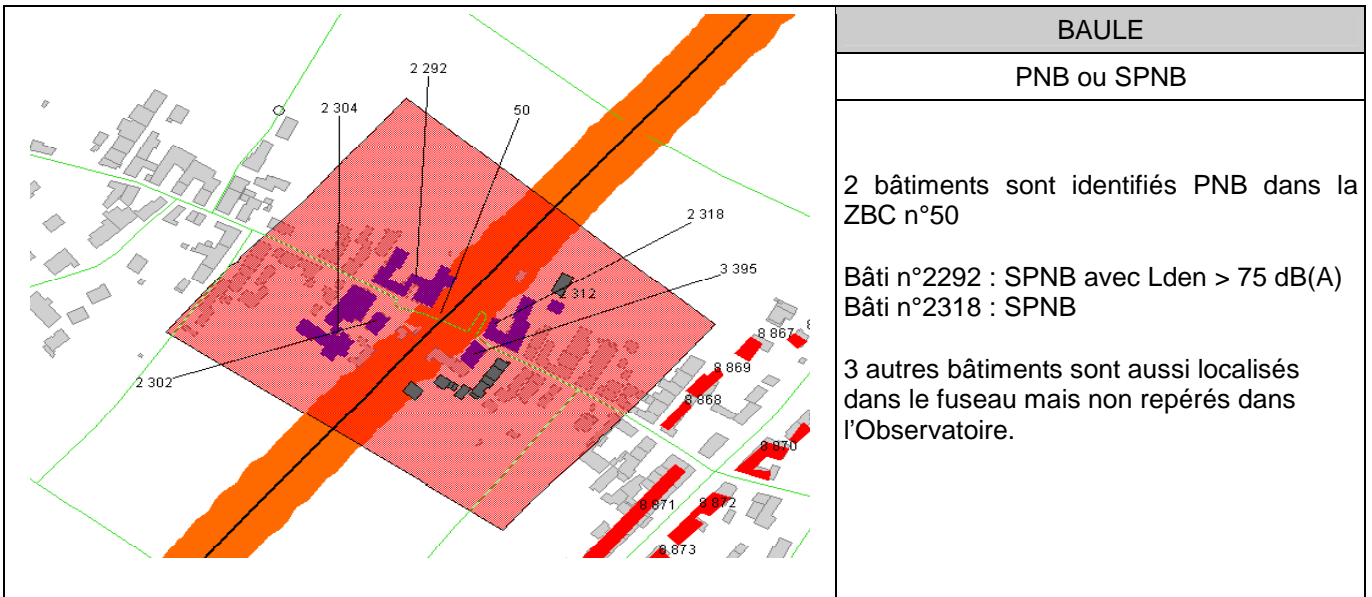 2 292
2 304
50
2 318
3 395
2 312
2 302
8 867
8 869
8 868
8 870
8 871
8 872
8 873
BAULE
PNB ou SPNB
2 bâtiments sont identifiés PNB dans la
ZBC n°50
Bâti n°2292 : SPNB avec Lden > 75 dB(A)
Bâti n°2318 : SPNB
3 autres bâtiments sont aussi localisés
dans le fuseau mais non repérés dans
l'Observatoire.